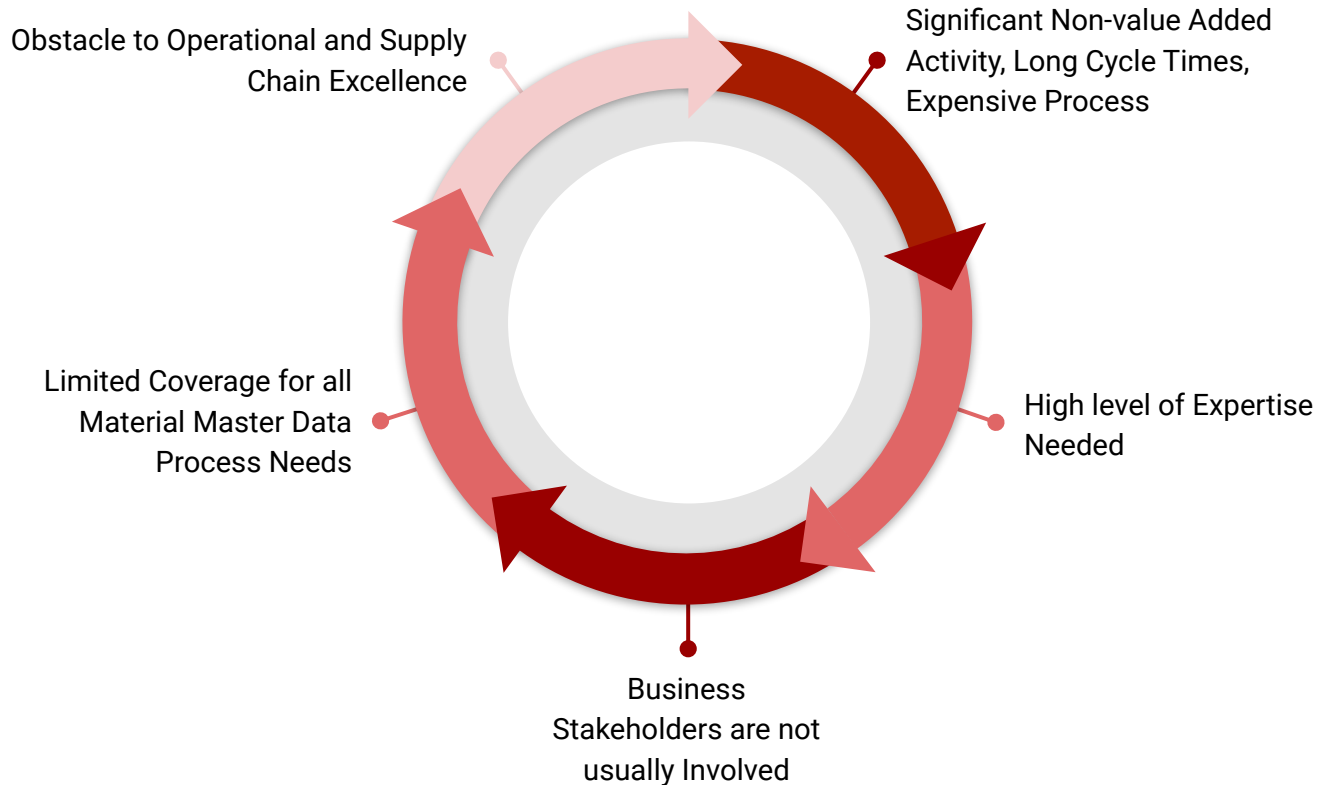 Obstacle to Operational and Supply
Chain Excellence
Significant Non-value Added
Activity, Long Cycle Times,
Expensive Process
High level of Expertise
Needed
Business
Stakeholders are not
usually Involved
Limited Coverage for all
Material Master Data
Process Needs